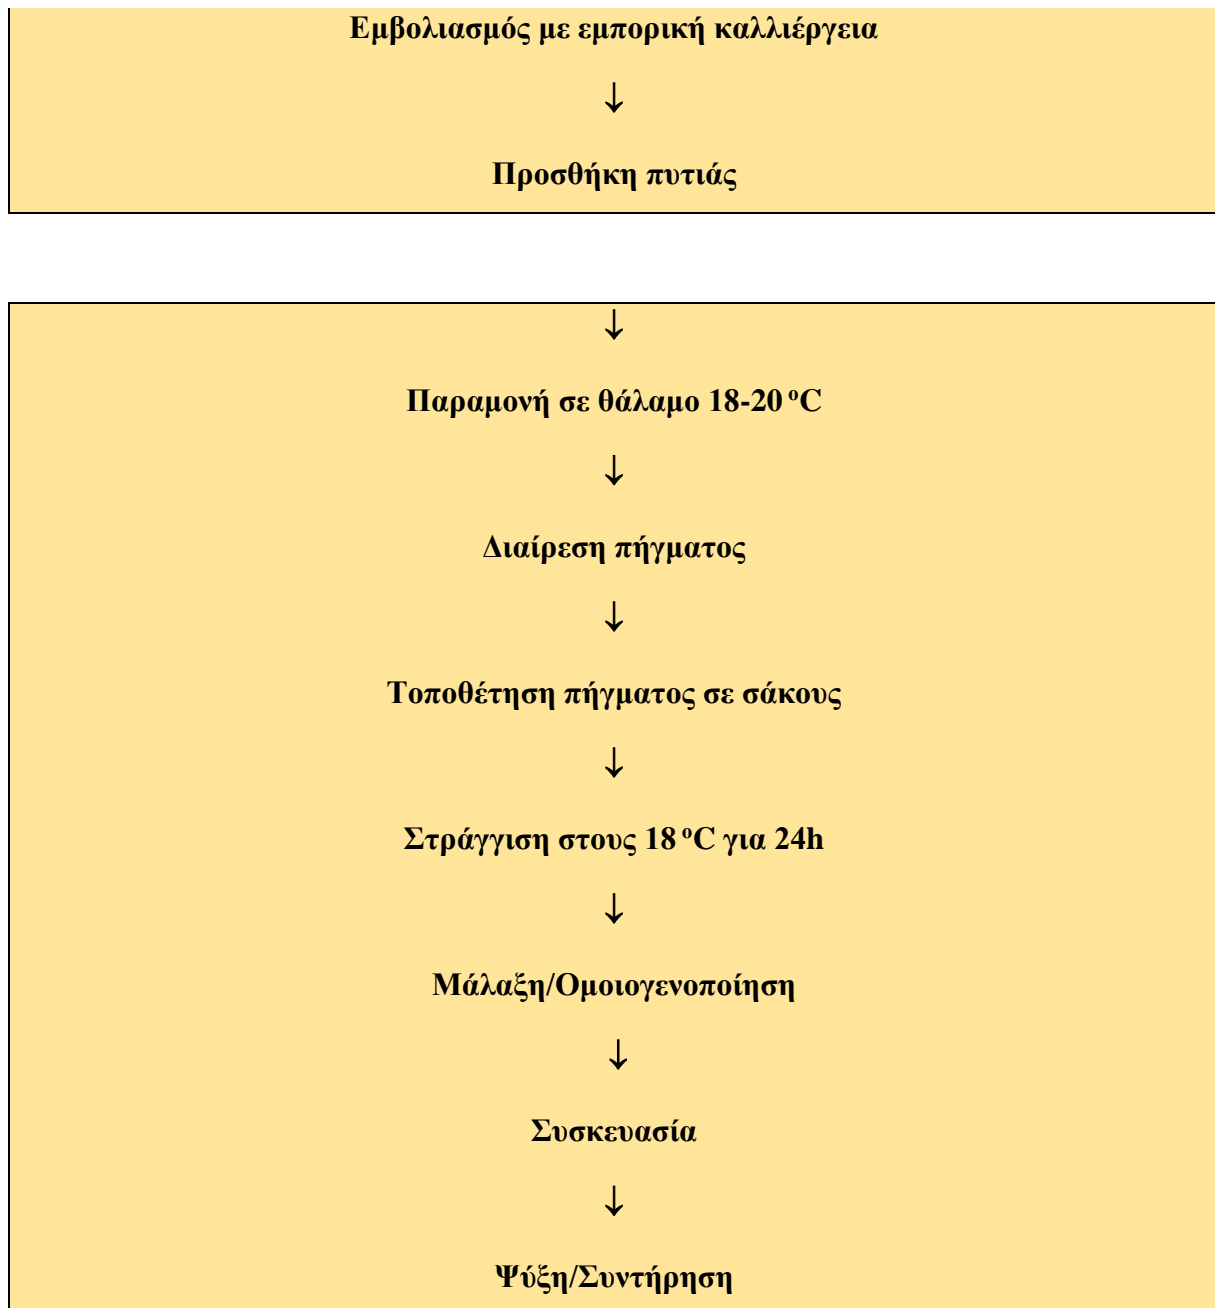 Εμβολιασμός με εμπορική καλλιέργεια
↓
Προσθήκη πυτιάς
↓
Παραμονή σε θάλαμο 18-20 ºC
↓
Διαίρεση πήγματος
↓
Τοποθέτηση πήγματος σε σάκους
↓
Στράγγιση στους 18 ºC για 24h
↓
Μάλαξη/Ομοιογενοποίηση
↓
Συσκευασία
↓
Ψύξη/Συντήρηση